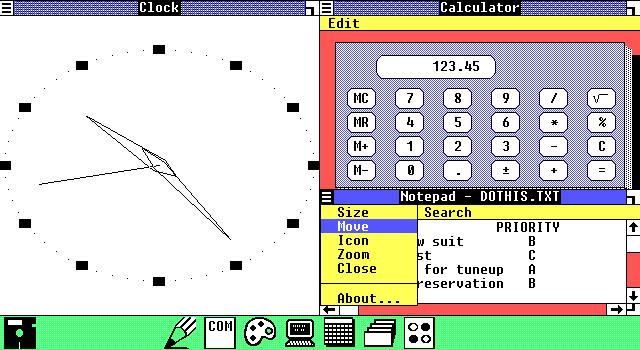 Clock
Calculator
Edit
123.45
MC 7 8 9 / √
MR 4 5 6 * %
M+ 1 2 3 - C
M- 0 . ± + =
Notepad - DOTHIS.TXT
Size Search
Move PRIORITY
Icon w suit B
Zoom st C
Close for tuneup A
reservation B
About...
COM